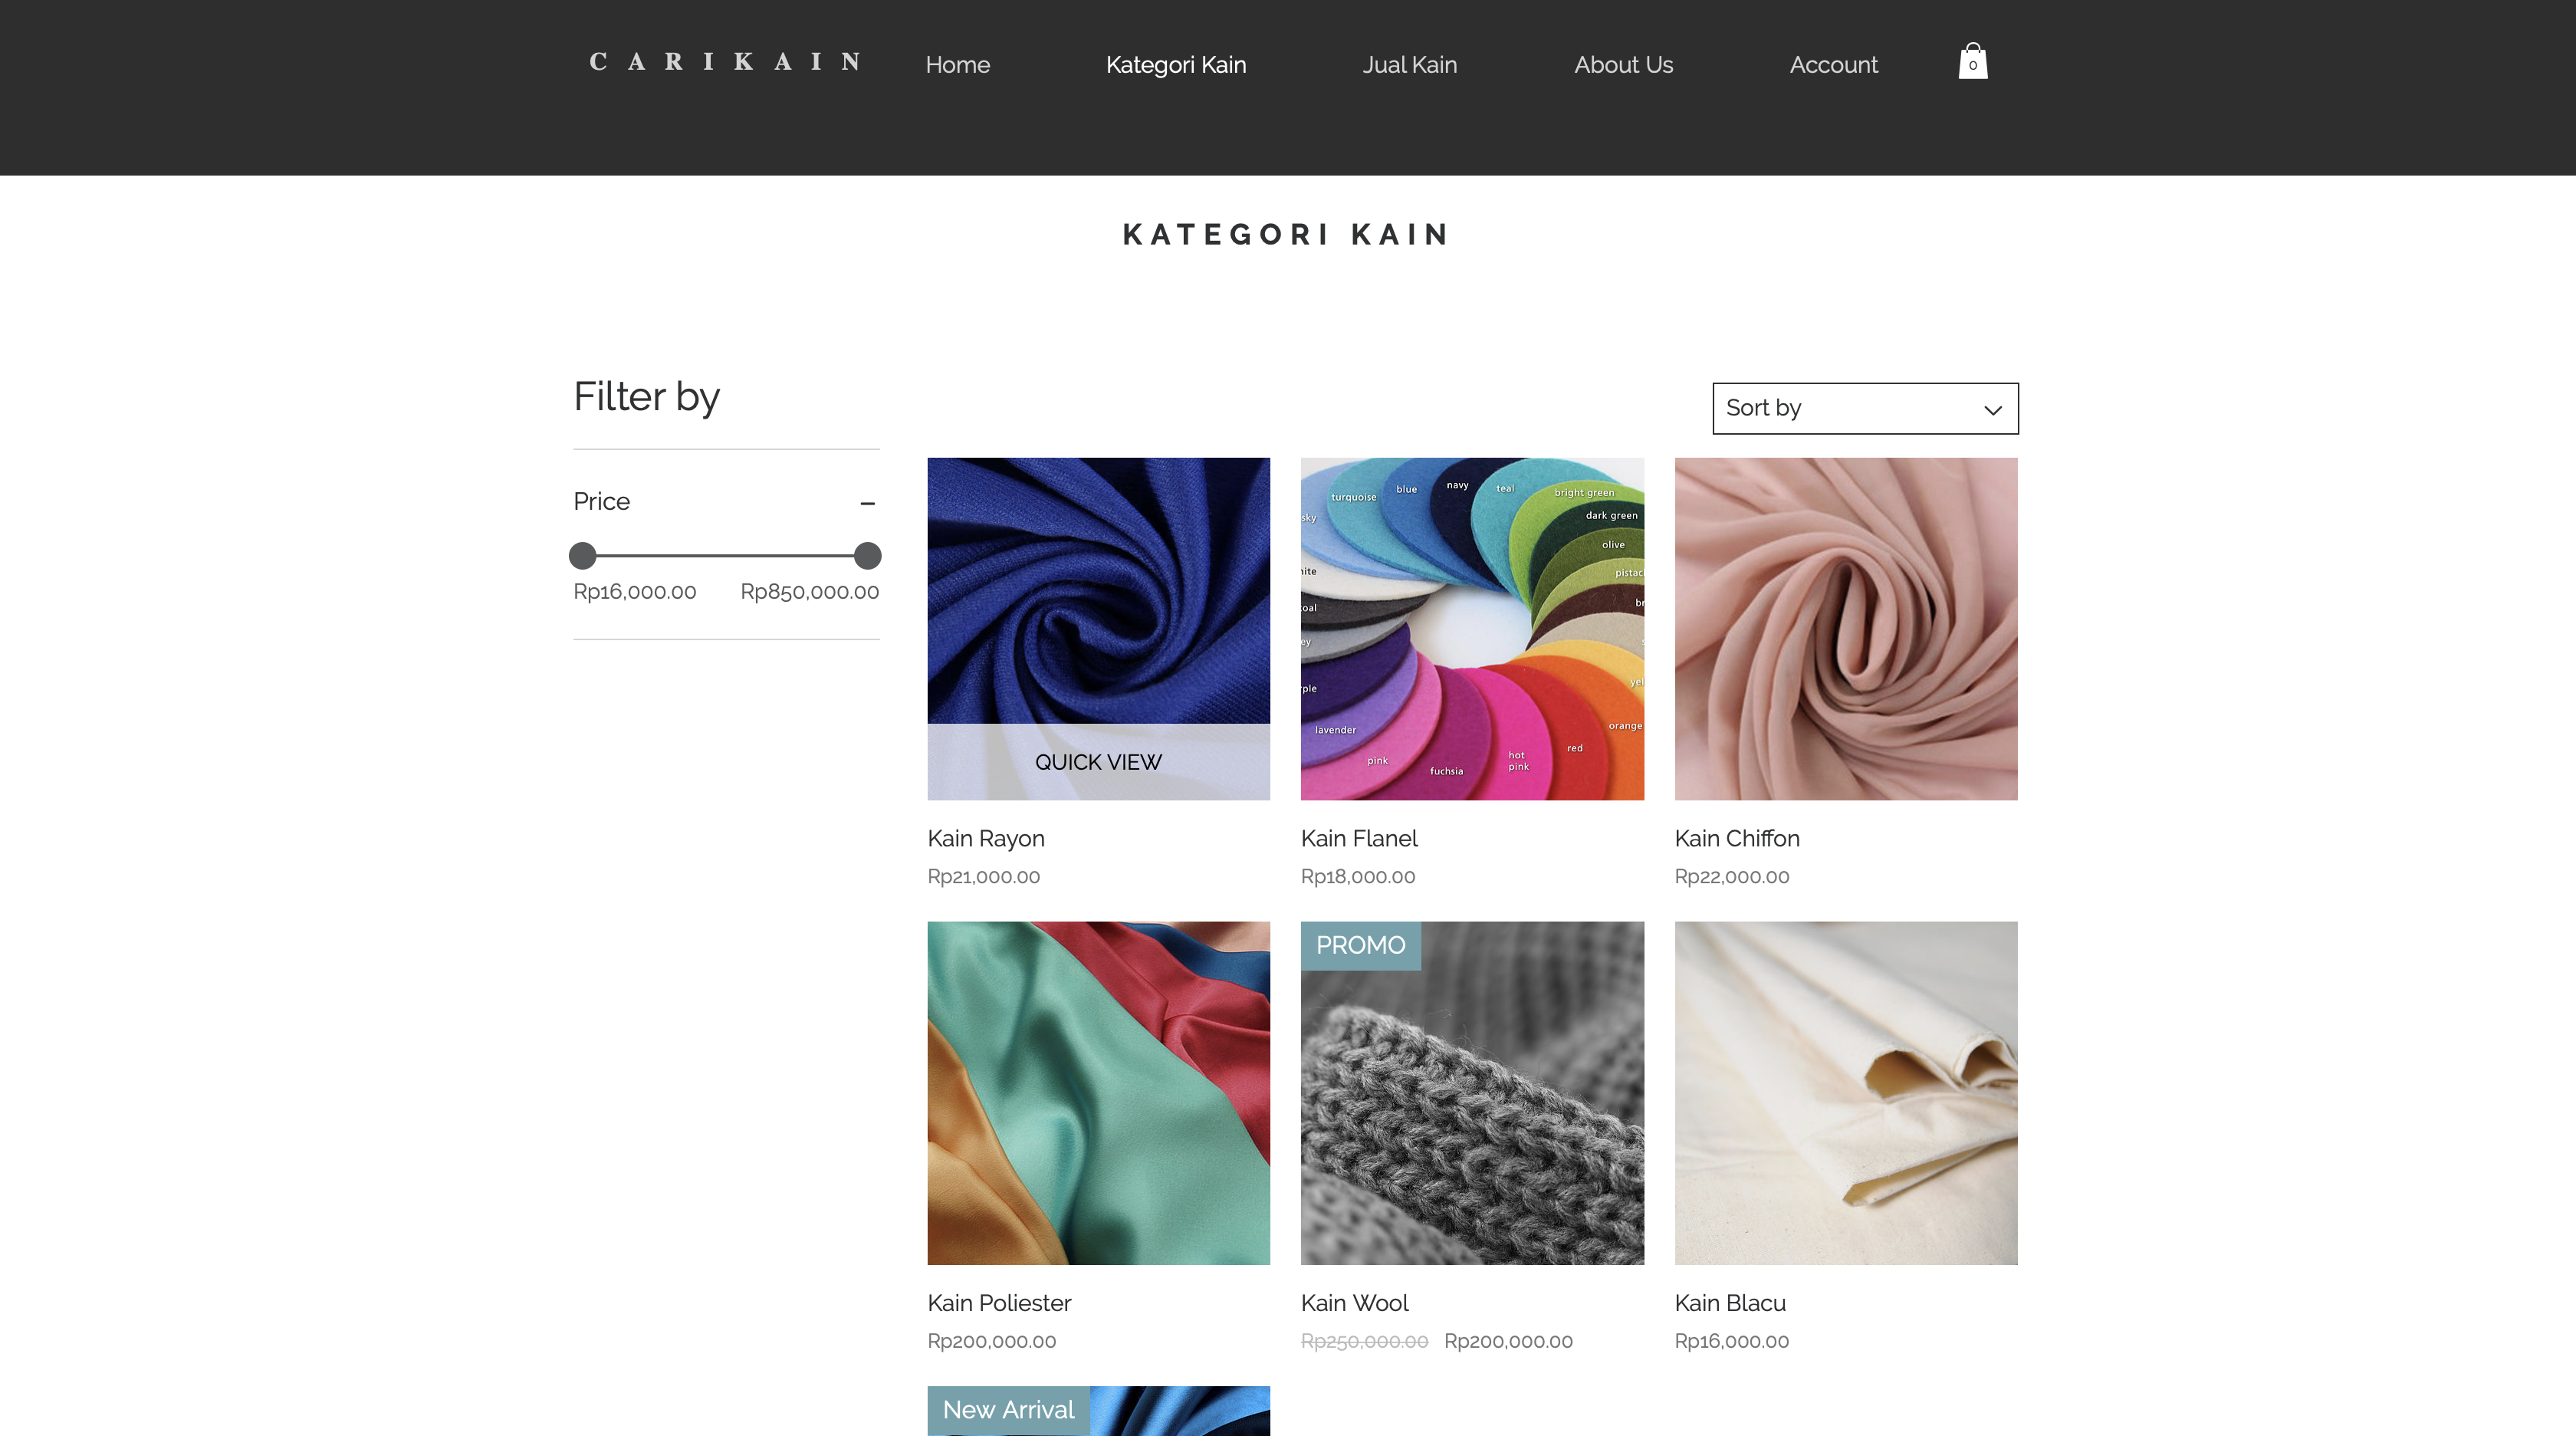 CARIKAIN
Home
Kategori Kain
Jual Kain
About Us
Account
0
KATEGORI KAIN
Filter by
Sort by
Price
Rp16,000.00
Rp850,000.00
QUICK VIEW
sky
turquoise
blue
navy
teal
bright green
dark green
olive
pistac
br
yel
orange
red
hot
pink
fuchsia
pink
lavender
ple
ey
oal
ite
Kain Rayon
Rp21,000.00
Kain Flanel
Rp18,000.00
Kain Chiffon
Rp22,000.00
PROMO
Kain Poliester
Rp200,000.00
Kain Wool
Rp250,000.00 Rp200,000.00
Kain Blacu
Rp16,000.00
New Arrival